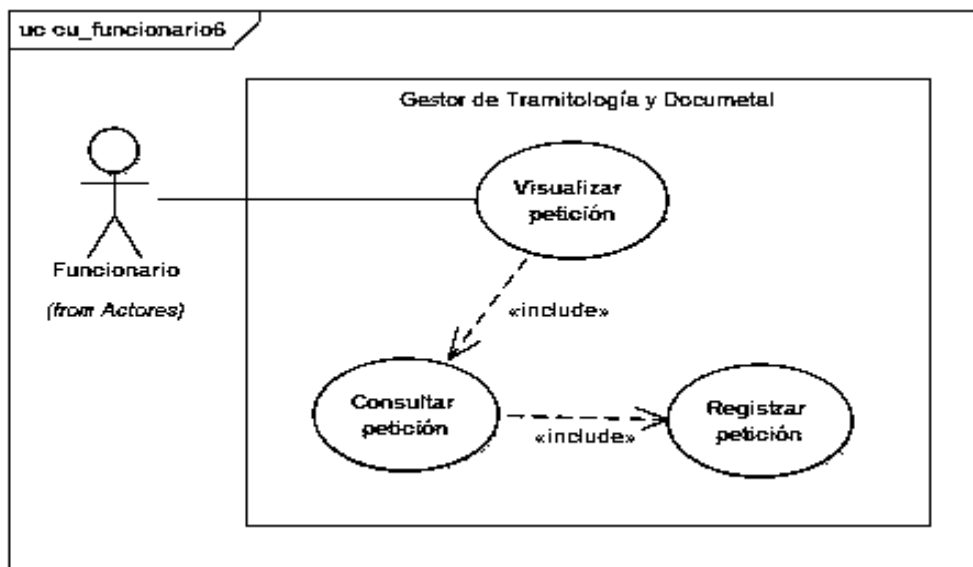 uc cu_funcionario6
Gestor de Tramitología y Documetal
Visualizar
petición
Funcionario
(from Actores)
«include»
Consultar
petición
«include»
Registrar
petición